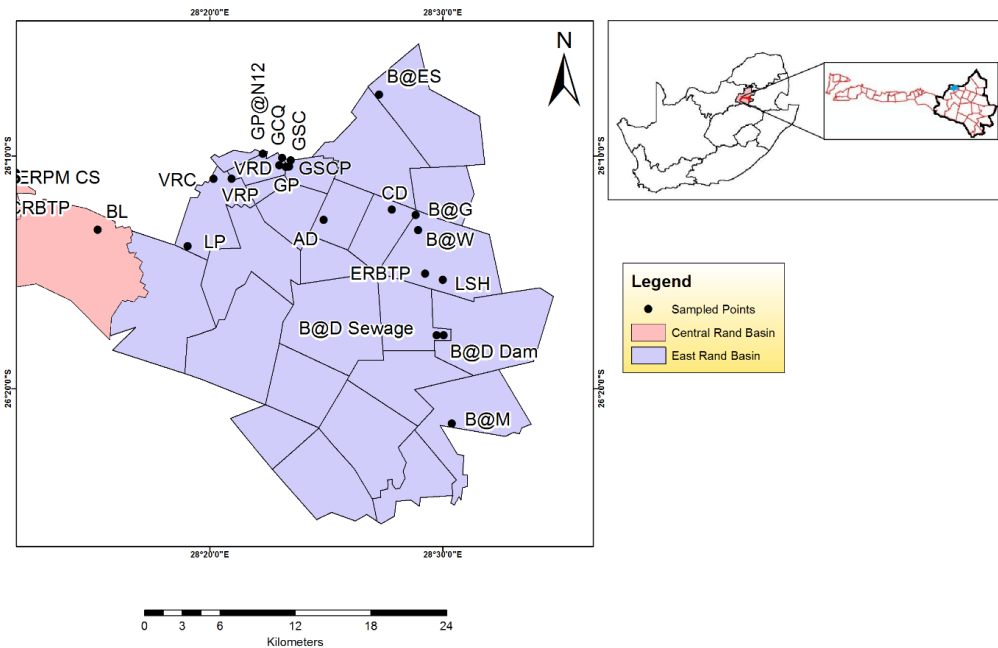 28°20'0"E
28°30'0"E
N
B@ES
GP@N12
GCQ
GSC
26°10'0"S
26°10'0"S
VRD
GSCP
ERPM CS
VRC
VRP
GP
CRBTP
BL
CD
B@G
LP
AD
B@W
ERBTP
LSH
B@D Sewage
B@D Dam
26°20'0"S
26°20'0"S
B@M
28°20'0"E
28°30'0"E
Legend
Sampled Points
Central Rand Basin
East Rand Basin
0 3 6 12 18 24
Kilometers